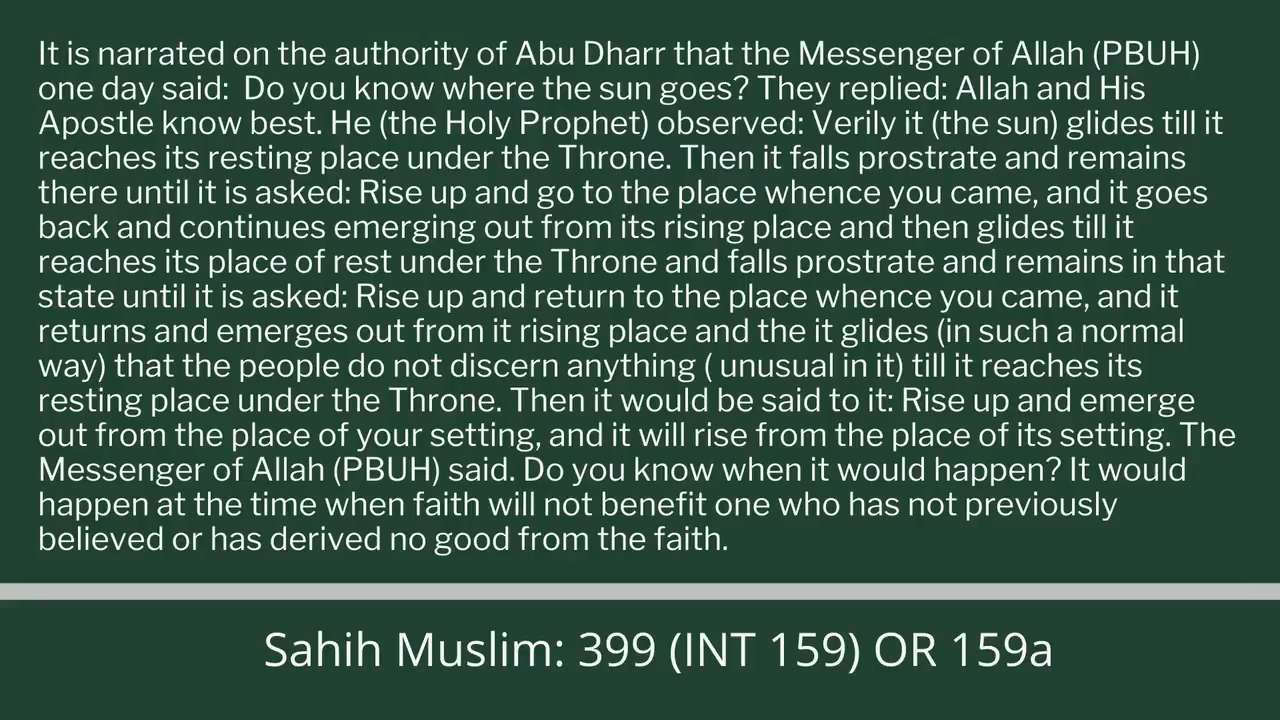 It is narrated on the authority of Abu Dharr that the Messenger of Allah (PBUH)
one day said:  Do you know where the sun goes? They replied: Allah and His
Apostle know best. He (the Holy Prophet) observed: Verily it (the sun) glides till it
reaches its resting place under the Throne. Then it falls prostrate and remains
there until it is asked: Rise up and go to the place whence you came, and it goes
back and continues emerging out from its rising place and then glides till it
reaches its place of rest under the Throne and falls prostrate and remains in that
state until it is asked: Rise up and return to the place whence you came, and it
returns and emerges out from it rising place and the it glides (in such a normal
way) that the people do not discern anything ( unusual in it) till it reaches its
resting place under the Throne. Then it would be said to it: Rise up and emerge
out from the place of your setting, and it will rise from the place of its setting. The
Messenger of Allah (PBUH) said. Do you know when it would happen? It would
happen at the time when faith will not benefit one who has not previously
believed or has derived no good from the faith.
Sahih Muslim: 399 (INT 159) OR 159a